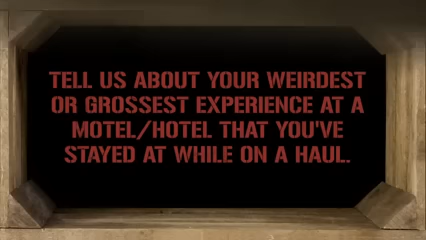 TELL US ABOUT YOUR WEIRDEST
OR GROSSEST EXPERIENCE AT A
MOTEL/HOTEL THAT YOU'VE
STAYED AT WHILE ON A HAUL.